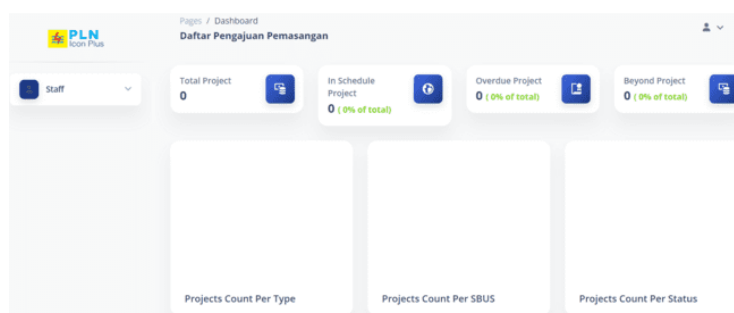 PLN
Icon Plus
Pages / Dashboard
Daftar Pengajuan Pemasangan
Staff
Total Project
0
In Schedule
Project
0 ( 0% of total)
Overdue Project
0 ( 0% of total)
Beyond Project
0 ( 0% of total)
Projects Count Per Type
Projects Count Per SBUS
Projects Count Per Status